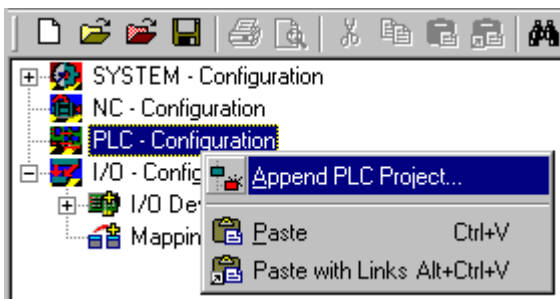 SYSTEM - Configuration
NC - Configuration
PLC - Configuration
I/O - Config
Append PLC Project...
I/O De
Mappin
Paste Ctrl+V
Paste with Links Alt+Ctrl+V